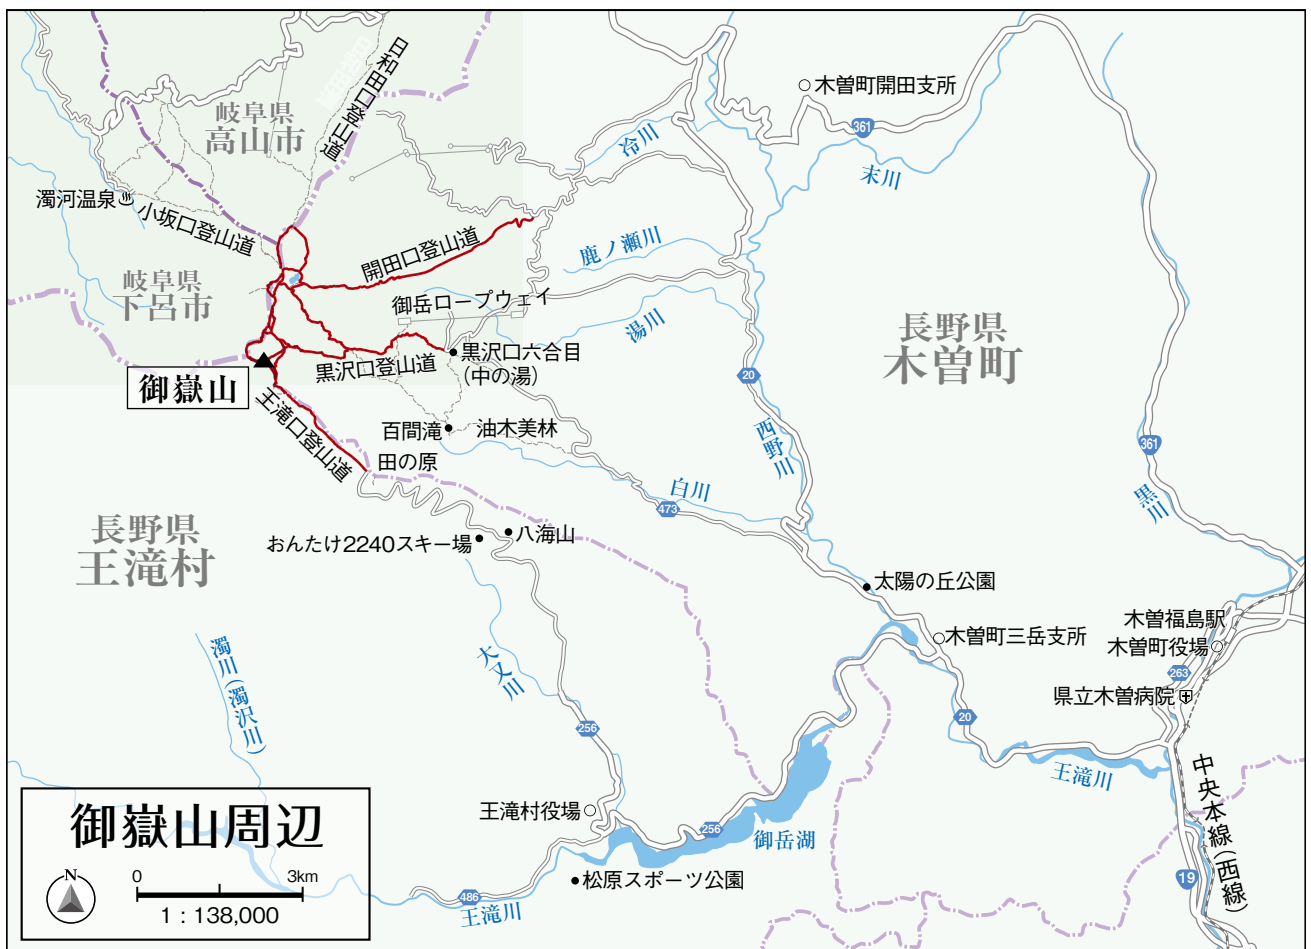 日和田口登山道
木曽町開田支所
岐阜県
高山市
361
冷川
末川
濁河温泉
小坂口登山道
開田口登山道
鹿ノ瀬川
岐阜県
下呂市
御岳ロープウェイ
湯川
長野県
木曽町
黒沢口六合目
(中の湯)
黒沢口登山道
御嶽山
20
王滝口登山道
百間滝
油木美林
西野川
361
田の原
白川
黒川
473
長野県
王滝村
八海山
おんたけ2240スキー場
太陽の丘公園
木曽福島駅
木曽町三岳支所
木曽町役場
大又川
濁川(濁沢川)
263
県立木曽病院
20
256
王滝川
中央本線(西線)
王滝村役場
256
御岳湖
松原スポーツ公園
19
486
王滝川
御嶽山周辺
N
0
3km
1：138,000